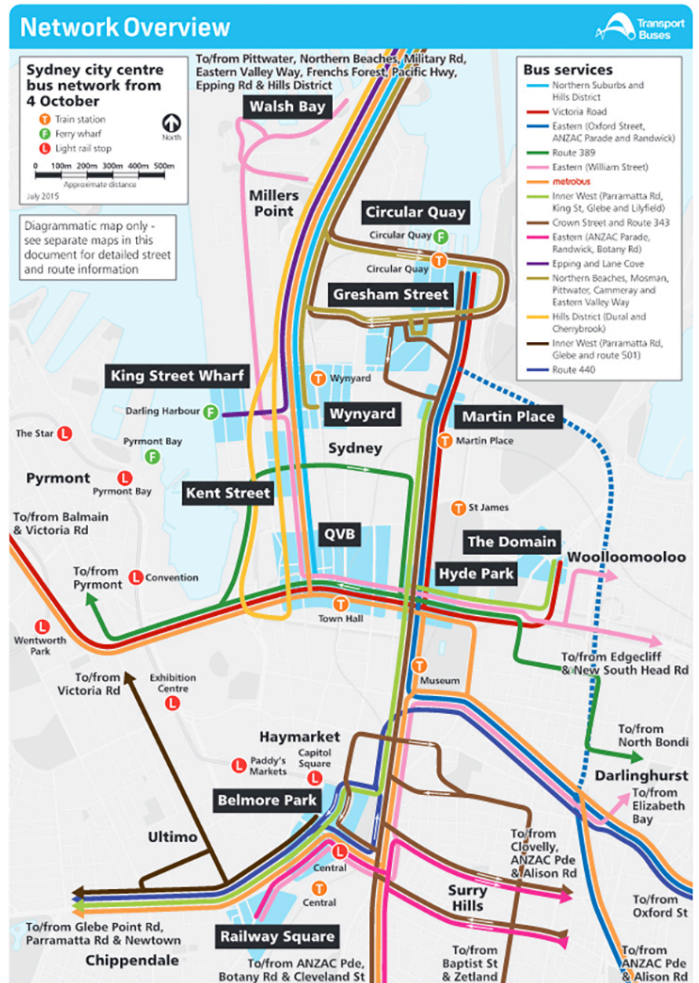 Network Overview
Transport
Buses
Sydney city centre
bus network from
4 October
T Train station
F Ferry wharf
L Light rail stop
North
0 100m 200m 300m 400m 500m
Approximate distance
July 2015
Diagrammatic map only -
see separate maps in this
document for detailed street
and route information
To/from Pittwater, Northern Beaches, Military Rd,
Eastern Valley Way, Frenchs Forest, Pacific Hwy,
Epping Rd & Hills District
Bus services
Northern Suburbs and
Hills District
Victoria Road
Eastern (Oxford Street,
ANZAC Parade and Randwick)
Route 389
Eastern (William Street)
metrobus
Inner West (Parramatta Rd,
King St, Glebe and Lilyfield)
Crown Street and Route 343
Eastern (ANZAC Parade,
Randwick, Botany Rd)
Epping and Lane Cove
Northern Beaches, Mosman,
Pittwater, Cammeray and
Eastern Valley Way
Hills District (Dural and
Cherrybrook)
Inner West (Parramatta Rd,
Glebe and route 501)
Route 440
Walsh Bay
Millers
Point
Circular Quay
Circular Quay F
Circular Quay T
Gresham Street
King Street Wharf
T Wynyard
Darling Harbour F
Wynyard
Martin Place
T Martin Place
The Star L
Pyrmont Bay
F
Sydney
Pyrmont
L
Pyrmont Bay
Kent Street
T St James
To/from Balmain
& Victoria Rd
QVB
The Domain
Woolloomooloo
To/from
Pyrmont
L Convention
Hyde Park
T
Town Hall
L
Wentworth
Park
To/from Edgecliff
& New South Head Rd
T
Museum
To/from
Victoria Rd
Exhibition
Centre
L
To/from
North Bondi
Haymarket
L Paddy's
Markets
Capitol
Square
L
Darlinghurst
To/from
Elizabeth
Bay
Belmore Park
Ultimo
To/from
Clovelly,
ANZAC Pde
& Alison Rd
L
Central
T
Central
Surry
Hills
To/from
Oxford St
To/from Glebe Point Rd,
Parramatta Rd & Newtown
Railway Square
Chippendale
To/from ANZAC Pde,
Botany Rd & Cleveland St
To/from
Baptist St
& Zetland
To/from
ANZAC Pde
& Alison Rd